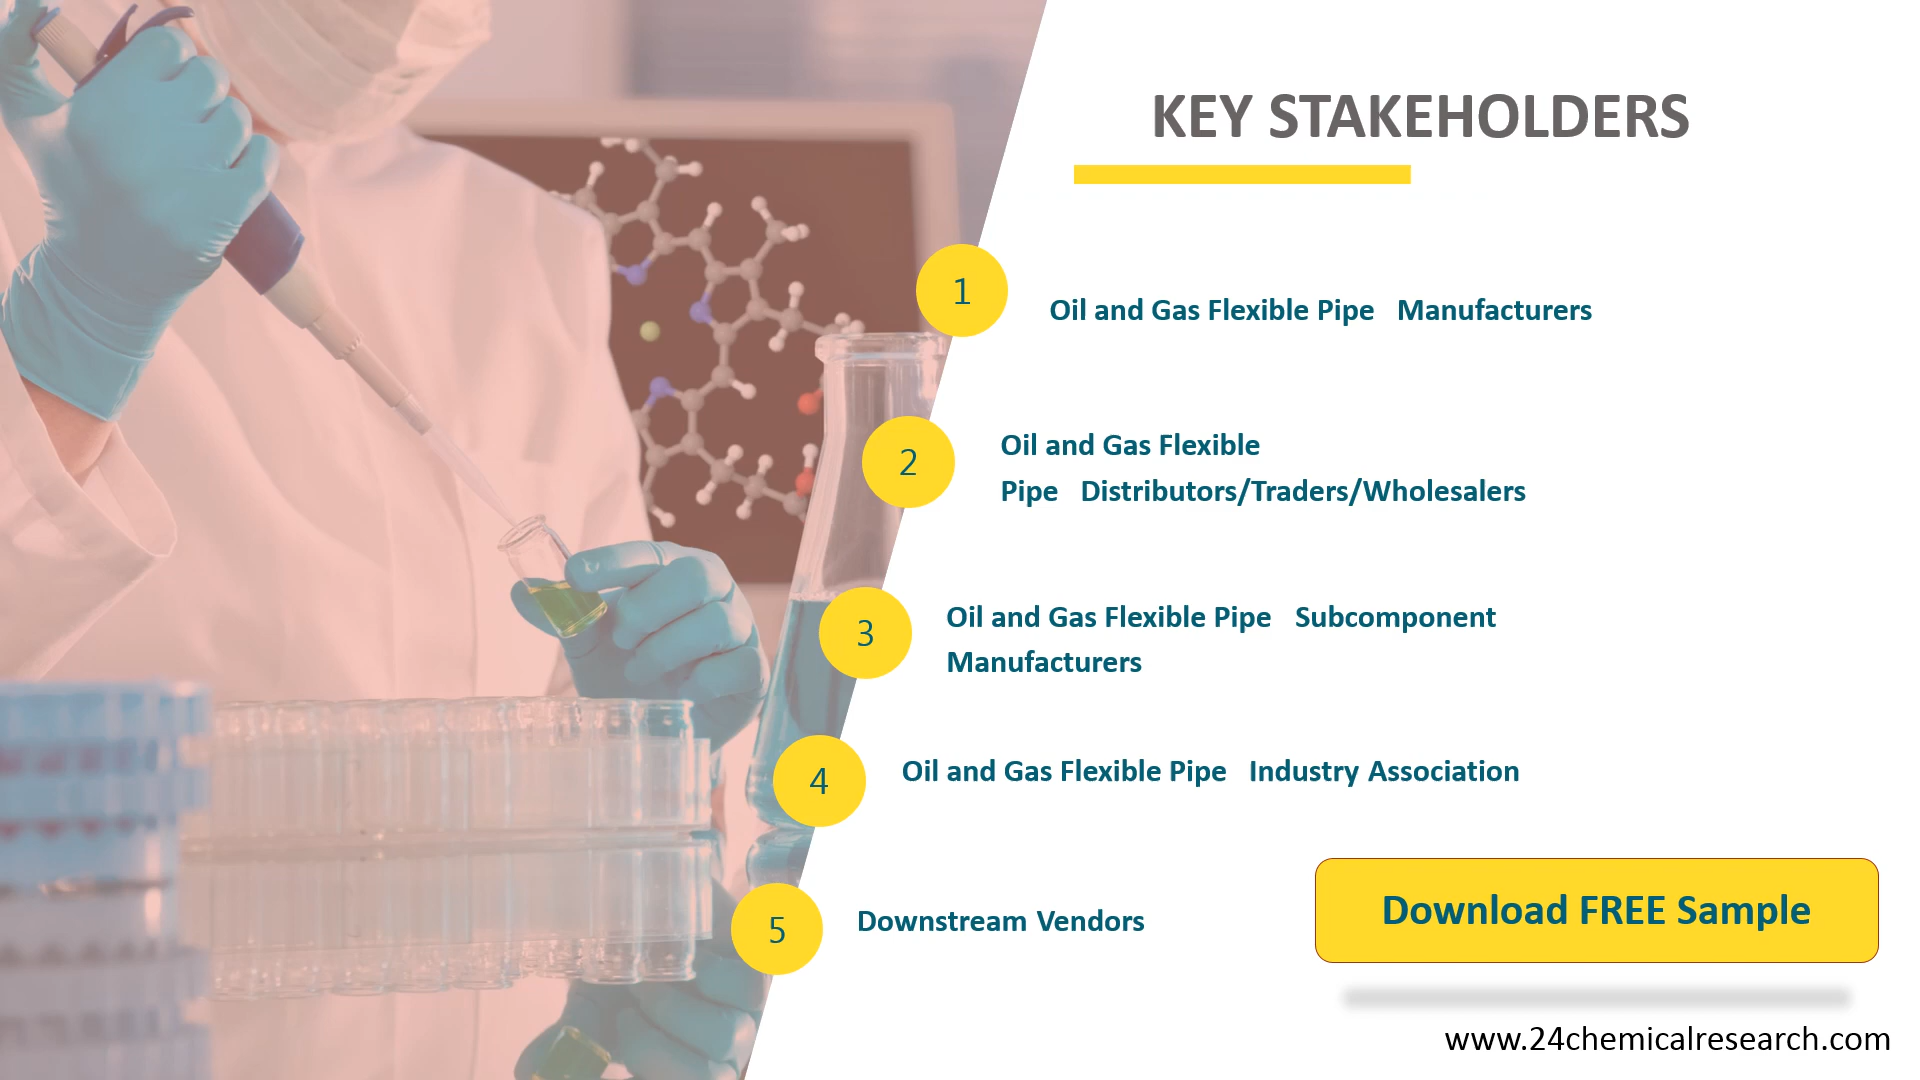 KEY STAKEHOLDERS
1
Oil and Gas Flexible Pipe Manufacturers
2
Oil and Gas Flexible
Pipe Distributors/Traders/Wholesalers
3
Oil and Gas Flexible Pipe Subcomponent
Manufacturers
4
Oil and Gas Flexible Pipe Industry Association
5
Downstream Vendors
Download FREE Sample
www.24chemicalresearch.com